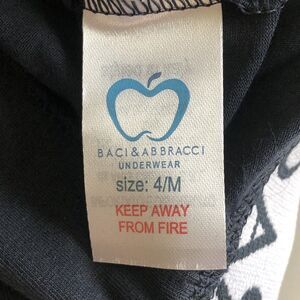 BACI & ABBRACCI
UNDERWEAR
size: 4/M
KEEP AWAY
FROM FIRE